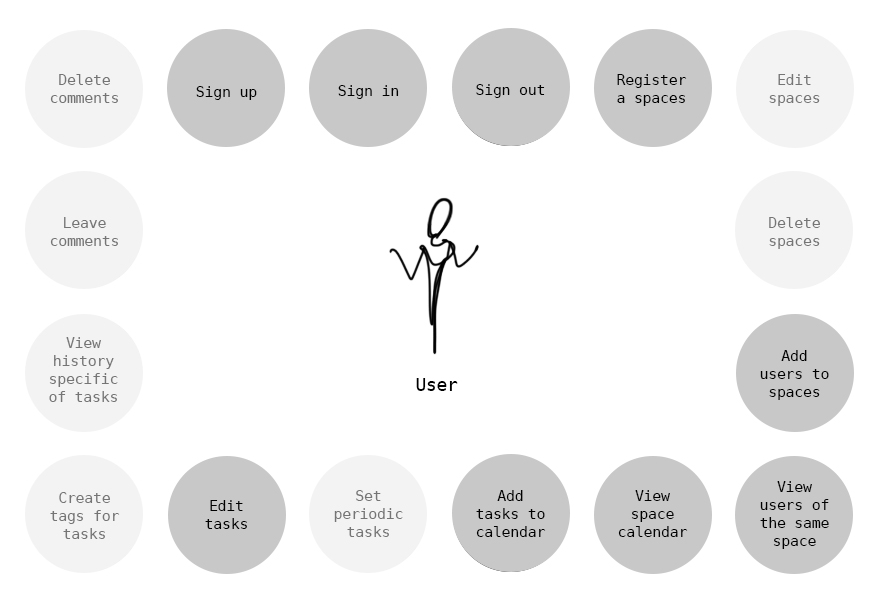 Delete
comments
Sign up
Sign in
Sign out
Register
a spaces
Edit
spaces
Leave
comments
Delete
spaces
View
history
specific
of tasks
User
Add
users to
spaces
Create
tags for
tasks
Edit
tasks
Set
periodic
tasks
Add
tasks to
calendar
View
space
calendar
View
users of
the same
space